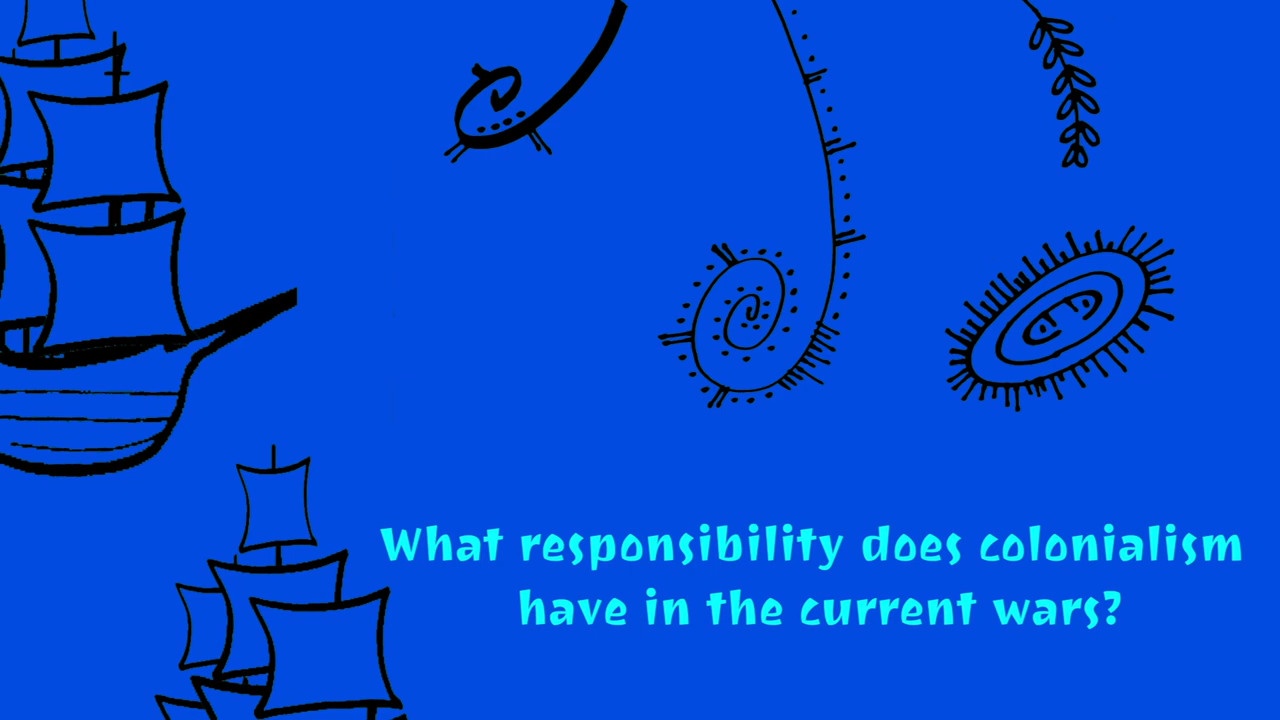 What responsibility does colonialism
have in the current wars?